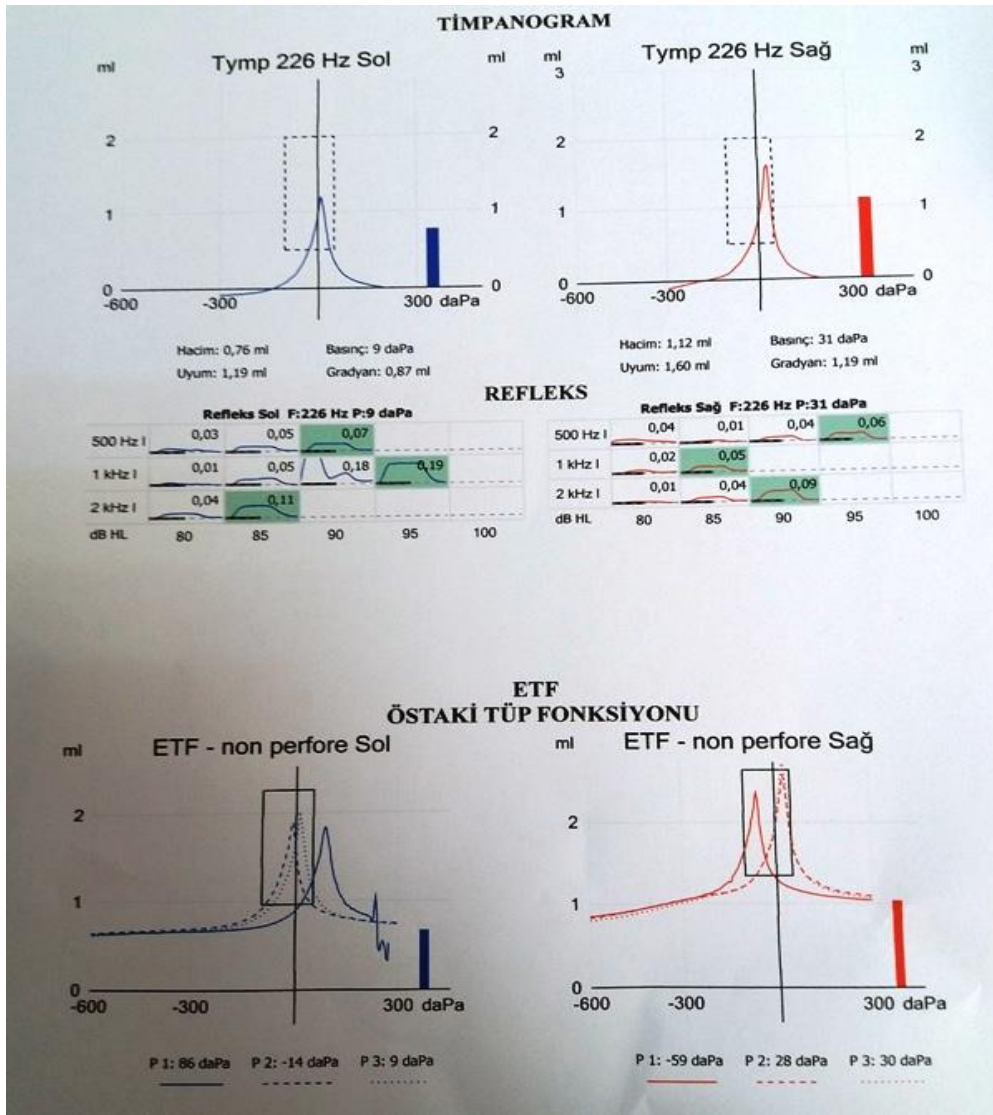 TİMPANOGRAM
Tymp 226 Hz Sol
ml
ml
2
2
1
1
0
0
-600
-300
300 daPa
Hacim: 0,76 ml
Basınç: 9 daPa
Uyum: 1,19 ml
Gradyan: 0,87 ml
Tymp 226 Hz Sağ
ml
ml
3
3
2
2
1
1
0
0
-600
-300
300 daPa
Hacim: 1,12 ml
Basınç: 31 daPa
Uyum: 1,60 ml
Gradyan: 1,19 ml
REFLEKS
Refleks Sol F:226 Hz P:9 daPa
500 Hz I 0,03 0,05 0,07
1 kHz I 0,01 0,05 0,18 0,19
2 kHz I 0,04 0,11
dB HL 80 85 90 95 100
Refleks Sağ F:226 Hz P:31 daPa
500 Hz I 0,04 0,01 0,04 0,06
1 kHz I 0,02 0,05
2 kHz I 0,01 0,04 0,09
dB HL 80 85 90 95 100
ETF
ÖSTAKİ TÜP FONKSİYONU
ETF - non perfore Sol
ml
2
1
0
-600
-300
300 daPa
P 1: 86 daPa P 2: -14 daPa P 3: 9 daPa
ETF - non perfore Sağ
ml
2
1
0
-600
-300
300 daPa
P 1: -59 daPa P 2: 28 daPa P 3: 30 daPa